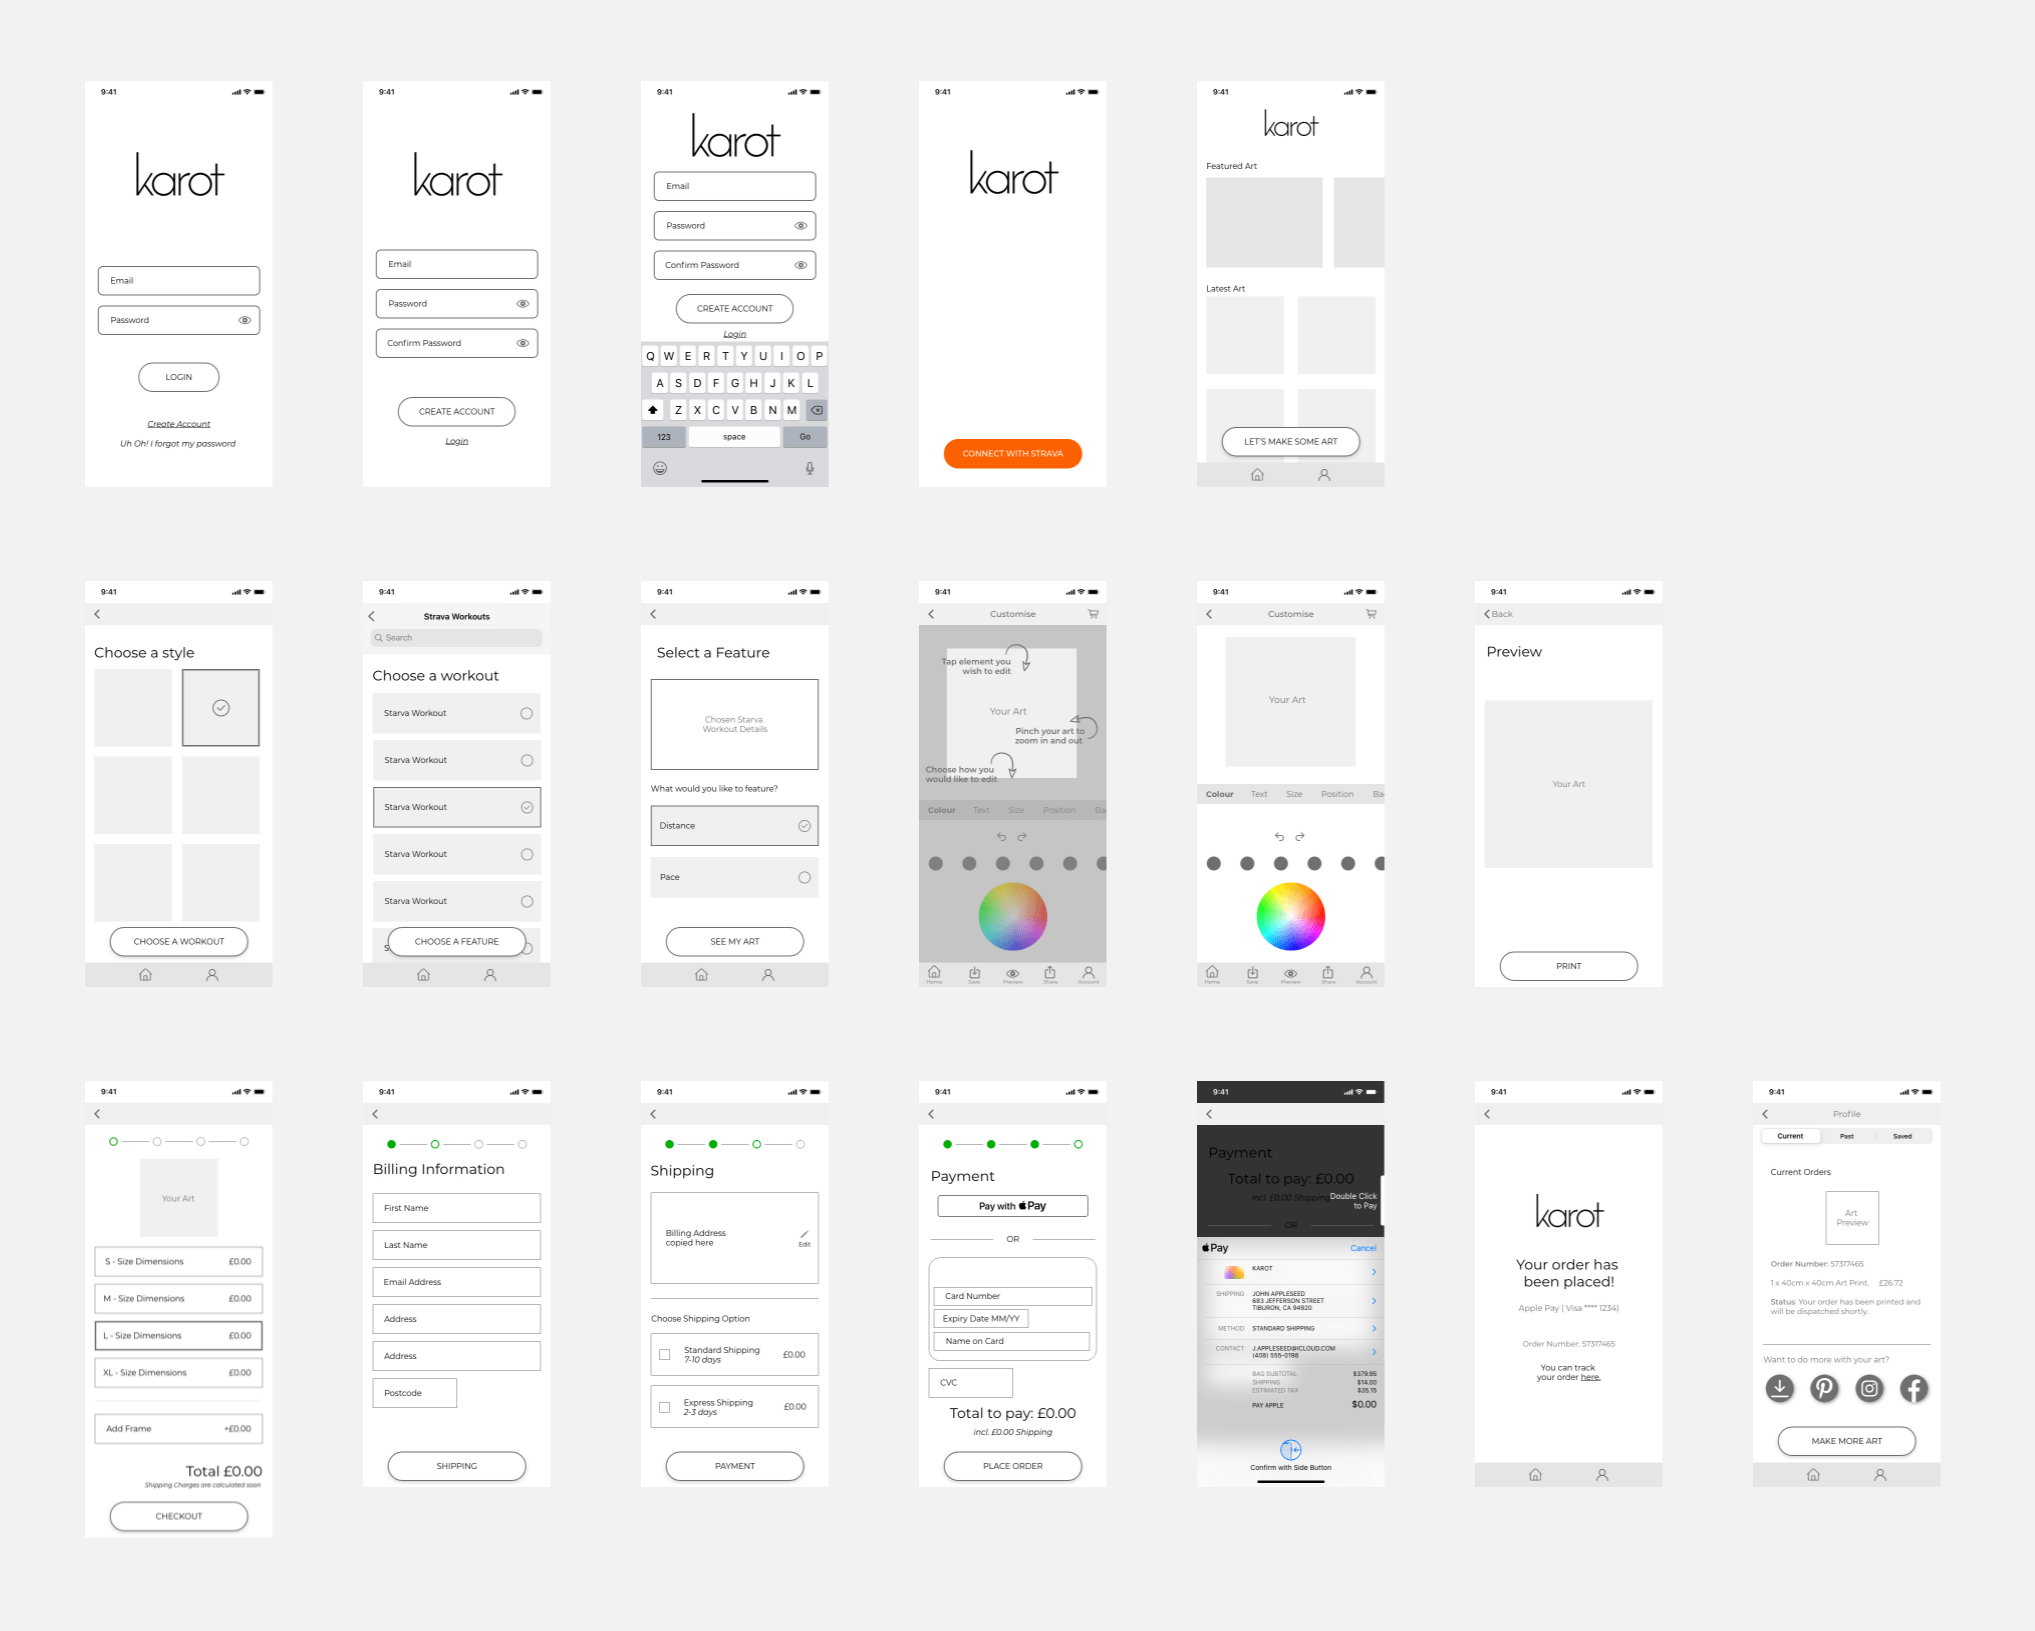 9:41
karot
Email
Password
LOGIN
Create Account
Uh Oh! I forgot my password
9:41
karot
Email
Password
Confirm Password
CREATE ACCOUNT
Login
9:41
karot
Email
Password
Confirm Password
CREATE ACCOUNT
Login
Q W E R T Y U I O P
A S D F G H J K L
Z X C V B N M
123 space Go
9:41
karot
CONNECT WITH STRAVA
9:41
karot
Featured Art
Latest Art
LET'S MAKE SOME ART
9:41
Choose a style
CHOOSE A WORKOUT
9:41
Strava Workouts
Search
Choose a workout
Starva Workout
Starva Workout
Starva Workout
Starva Workout
Starva Workout
S
CHOOSE A FEATURE
9:41
Select a Feature
Chosen Starva
Workout Details
What would you like to feature?
Distance
Pace
SEE MY ART
9:41
Customise
Tap element you
wish to edit
Your Art
Pinch your art to
zoom in and out
Choose how you
would like to edit
Colour Text Size Position Ba
Home Save Preview Share Account
9:41
Customise
Your Art
Colour Text Size Position Ba
Home Save Preview Share Account
9:41
Back
Preview
Your Art
PRINT
9:41
Your Art
S - Size Dimensions £0.00
M - Size Dimensions £0.00
L - Size Dimensions £0.00
XL - Size Dimensions £0.00
Add Frame +£0.00
Total £0.00
Shipping Charges are calculated soon
CHECKOUT
9:41
Billing Information
First Name
Last Name
Email Address
Address
Address
Postcode
SHIPPING
9:41
Shipping
Billing Address
copied here
Edit
Choose Shipping Option
Standard Shipping
7-10 days
£0.00
Express Shipping
2-3 days
£0.00
PAYMENT
9:41
Payment
Pay with Pay
OR
Card Number
Expiry Date MM/YY
Name on Card
CVC
Total to pay: £0.00
incl. £0.00 Shipping
PLACE ORDER
9:41
Payment
Total to pay: £0.00
incl. £0.00 Shipping
Double Click
to Pay
OR
Pay Cancel
KAROT
SHIPPING JOHN APPLESEED
683 JEFFERSON STREET
TIBURON, CA 94920
METHOD STANDARD SHIPPING
CONTACT J.APPLESEED@ICLOUD.COM
(408) 555-0198
BAG SUBTOTAL $379.95
SHIPPING $14.00
ESTIMATED TAX $35.15
PAY APPLE $0.00
Confirm with Side Button
9:41
karot
Your order has
been placed!
Apple Pay ( Visa **** 1234)
Order Number: 57317465
You can track
your order here.
9:41
Profile
Current Past Saved
Current Orders
Art
Preview
Order Number: 57317465
1 x 40cm x 40cm Art Print. £26.72
Status: Your order has been printed and
will be dispatched shortly.
Want to do more with your art?
MAKE MORE ART